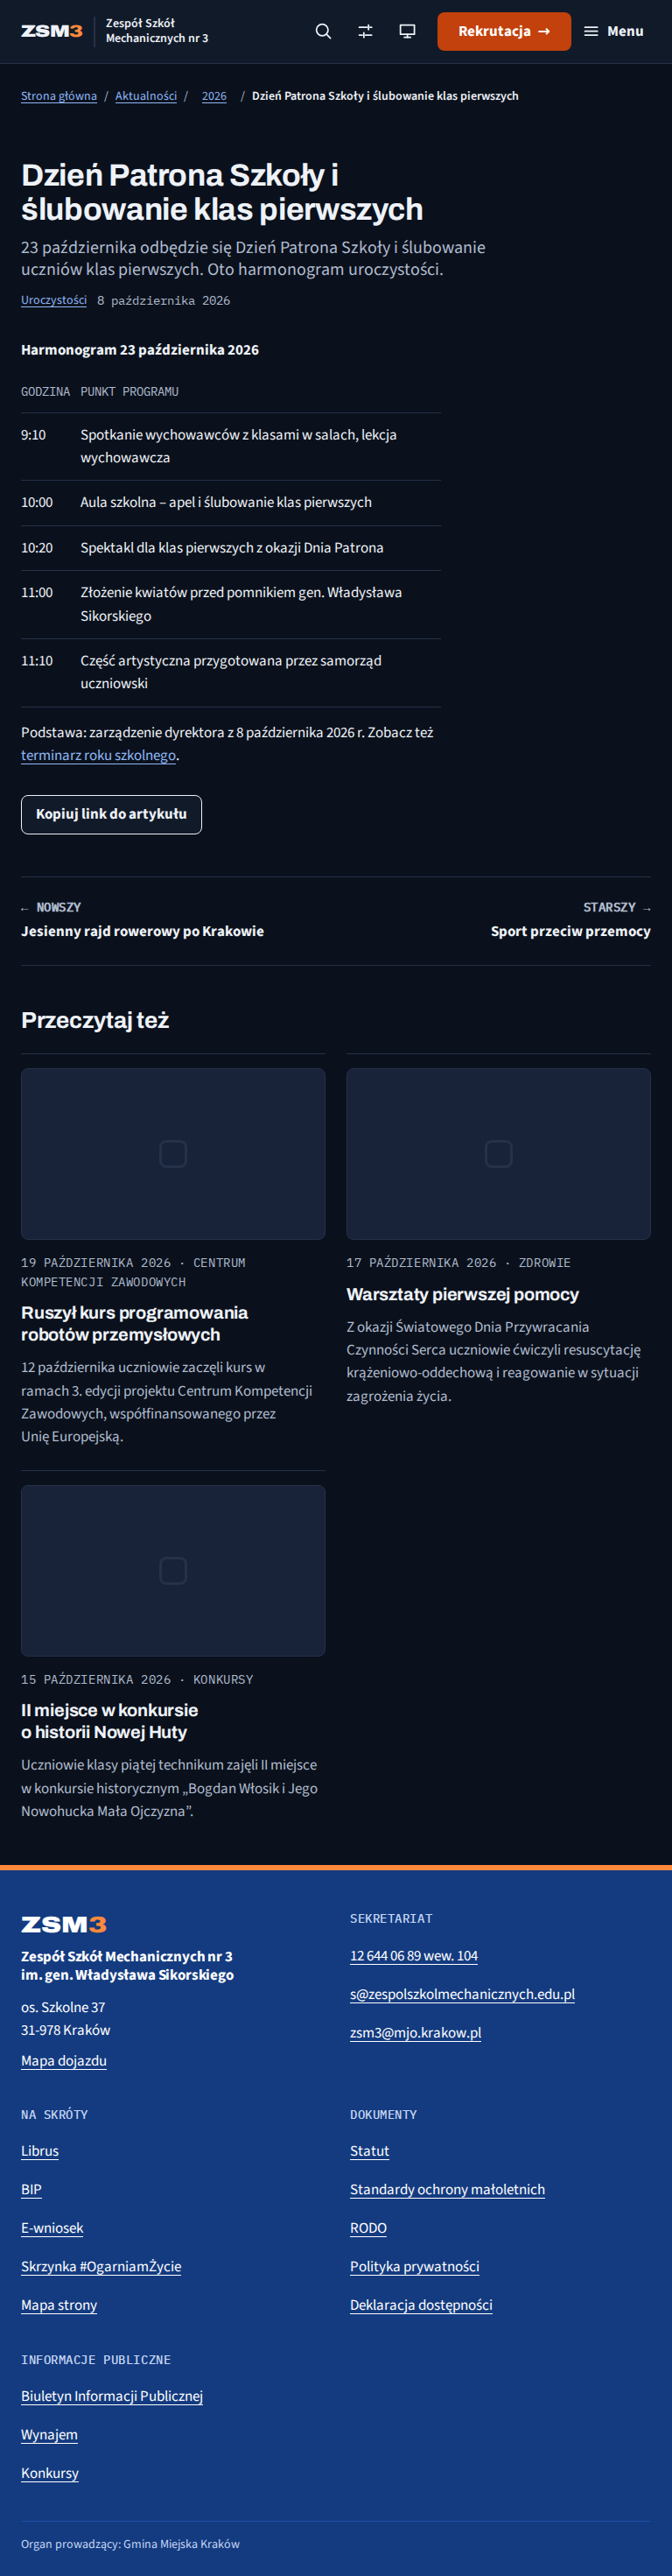 ZSM3
Zespół Szkół
Mechanicznych nr 3
Rekrutacja →
Menu
Strona główna / Aktualności / 2026 / Dzień Patrona Szkoły i ślubowanie klas pierwszych
Dzień Patrona Szkoły i
ślubowanie klas pierwszych
23 października odbędzie się Dzień Patrona Szkoły i ślubowanie
uczniów klas pierwszych. Oto harmonogram uroczystości.
Uroczystości 8 października 2026
Harmonogram 23 października 2026
GODZINA PUNKT PROGRAMU
9:10 Spotkanie wychowawców z klasami w salach, lekcja
wychowawcza
10:00 Aula szkolna – apel i ślubowanie klas pierwszych
10:20 Spektakl dla klas pierwszych z okazji Dnia Patrona
11:00 Złożenie kwiatów przed pomnikiem gen. Władysława
Sikorskiego
11:10 Część artystyczna przygotowana przez samorząd
uczniowski
Podstawa: zarządzenie dyrektora z 8 października 2026 r. Zobacz też
terminarz roku szkolnego.
Kopiuj link do artykułu
← NOWSZY
Jesienny rajd rowerowy po Krakowie
STARSZY →
Sport przeciw przemocy
Przeczytaj też
19 PAŹDZIERNIKA 2026 · CENTRUM
KOMPETENCJI ZAWODOWYCH
Ruszył kurs programowania
robotów przemysłowych
12 października uczniowie zaczęli kurs w
ramach 3. edycji projektu Centrum Kompetencji
Zawodowych, współfinansowanego przez
Unię Europejską.
17 PAŹDZIERNIKA 2026 · ZDROWIE
Warsztaty pierwszej pomocy
Z okazji Światowego Dnia Przywracania
Czynności Serca uczniowie ćwiczyli resuscytację
krążeniowo-oddechową i reagowanie w sytuacji
zagrożenia życia.
15 PAŹDZIERNIKA 2026 · KONKURSY
II miejsce w konkursie
o historii Nowej Huty
Uczniowie klasy piątej technikum zajęli II miejsce
w konkursie historycznym „Bogdan Włosik i Jego
Nowohucka Mała Ojczyzna”.
ZSM3
Zespół Szkół Mechanicznych nr 3
im. gen. Władysława Sikorskiego
os. Szkolne 37
31-978 Kraków
Mapa dojazdu
SEKRETARIAT
12 644 06 89 wew. 104
s@zespolszkolmechanicznych.edu.pl
zsm3@mjo.krakow.pl
NA SKRÓTY
Librus
BIP
E-wniosek
Skrzynka #OgarniamŻycie
Mapa strony
DOKUMENTY
Statut
Standardy ochrony małoletnich
RODO
Polityka prywatności
Deklaracja dostępności
INFORMACJE PUBLICZNE
Biuletyn Informacji Publicznej
Wynajem
Konkursy
Organ prowadzący: Gmina Miejska Kraków